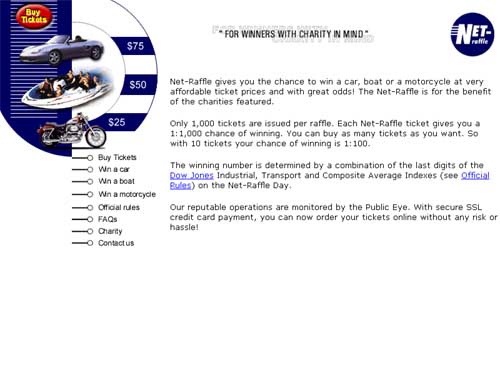 Buy
Tickets
" FOR WINNERS WITH CHARITY IN MIND "
NET-
raffle
$75
$50
$25
Net-Raffle gives you the chance to win a car, boat or a motorcycle at very
affordable ticket prices and with great odds! The Net-Raffle is for the benefit
of the charities featured.
Only 1,000 tickets are issued per raffle. Each Net-Raffle ticket gives you a
1:1,000 chance of winning. You can buy as many tickets as you want. So
with 10 tickets your chance of winning is 1:100.
The winning number is determined by a combination of the last digits of the
Dow Jones Industrial, Transport and Composite Average Indexes (see Official
Rules) on the Net-Raffle Day.
Our reputable operations are monitored by the Public Eye. With secure SSL
credit card payment, you can now order your tickets online without any risk or
hassle!
Buy Tickets
Win a car
Win a boat
Win a motorcycle
Official rules
FAQs
Charity
Contact us